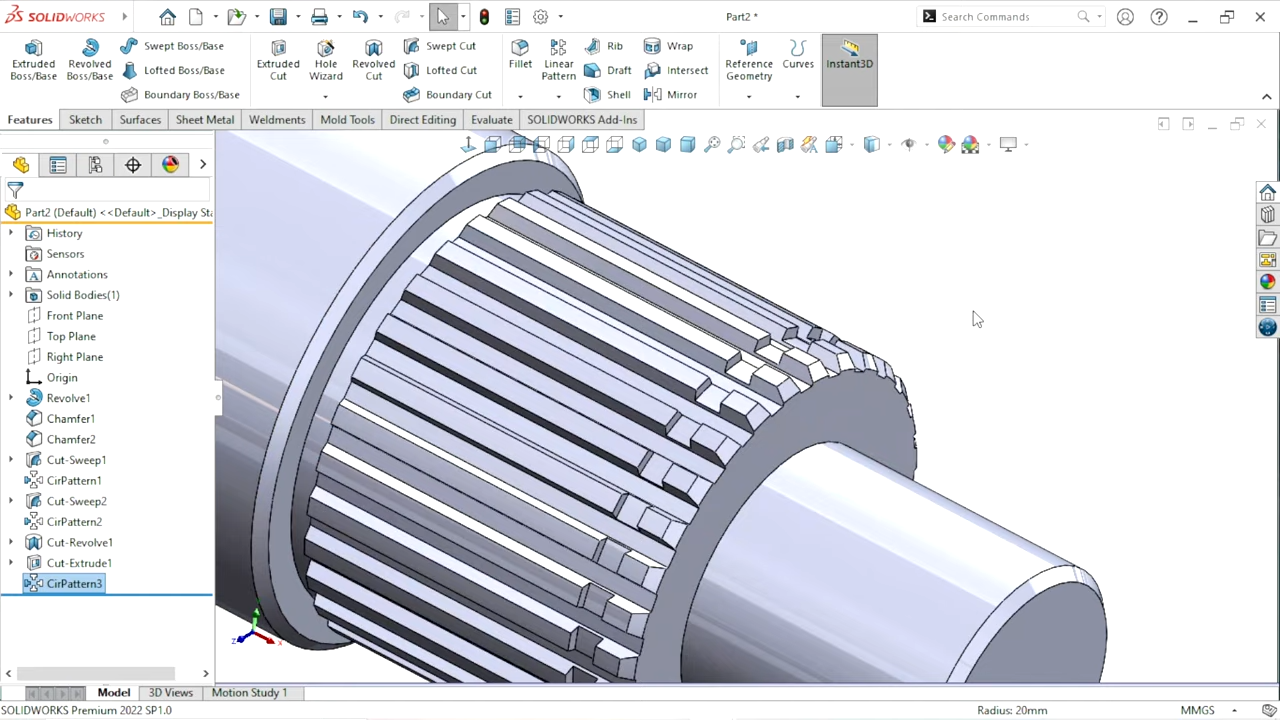 SOLIDWORKS
Part2 *
Search Commands
Extruded Boss/Base
Revolved Boss/Base
Swept Boss/Base
Lofted Boss/Base
Boundary Boss/Base
Extruded Cut
Hole Wizard
Revolved Cut
Swept Cut
Lofted Cut
Boundary Cut
Fillet
Linear Pattern
Rib
Draft
Shell
Wrap
Intersect
Mirror
Reference Geometry
Curves
Instant3D
Features
Sketch
Surfaces
Sheet Metal
Weldments
Mold Tools
Direct Editing
Evaluate
SOLIDWORKS Add-Ins
Part2 (Default) <<Default>_Display Sta
History
Sensors
Annotations
Solid Bodies(1)
Front Plane
Top Plane
Right Plane
Origin
Revolve1
Chamfer1
Chamfer2
Cut-Sweep1
CirPattern1
Cut-Sweep2
CirPattern2
Cut-Revolve1
Cut-Extrude1
CirPattern3
Z
X
Model
3D Views
Motion Study 1
SOLIDWORKS Premium 2022 SP1.0
Radius: 20mm
MMGS